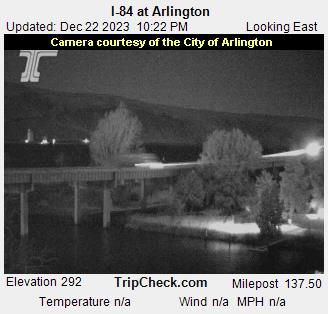 I-84 at Arlington
Updated: Dec 22 2023 10:22 PM Looking East
Camera courtesy of the City of Arlington
Elevation 292 TripCheck.com Milepost 137.50
Temperature n/a Wind n/a MPH n/a